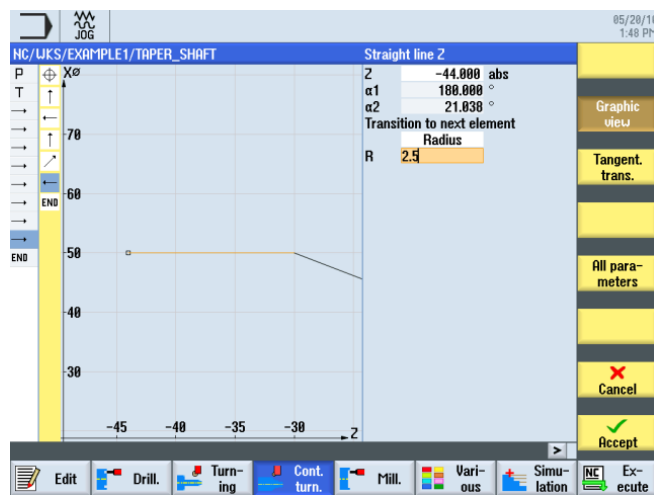 JOG
05/20/1
1:48 PM
NC/WKS/EXAMPLE1/TAPER_SHAFT
Straight line Z
P
T
END
END
XØ
70
60
50
40
30
-45 -40 -35 -30 Z
Z -44.000 abs
α1 180.000 °
α2 21.038 °
Transition to next element
Radius
R 2.5
Graphic
view
Tangent.
trans.
All para-
meters
Cancel
Accept
>
Edit
Drill.
Turn-
ing
Cont.
turn.
Mill.
Vari-
ous
Simu-
lation
NC
Ex-
ecute